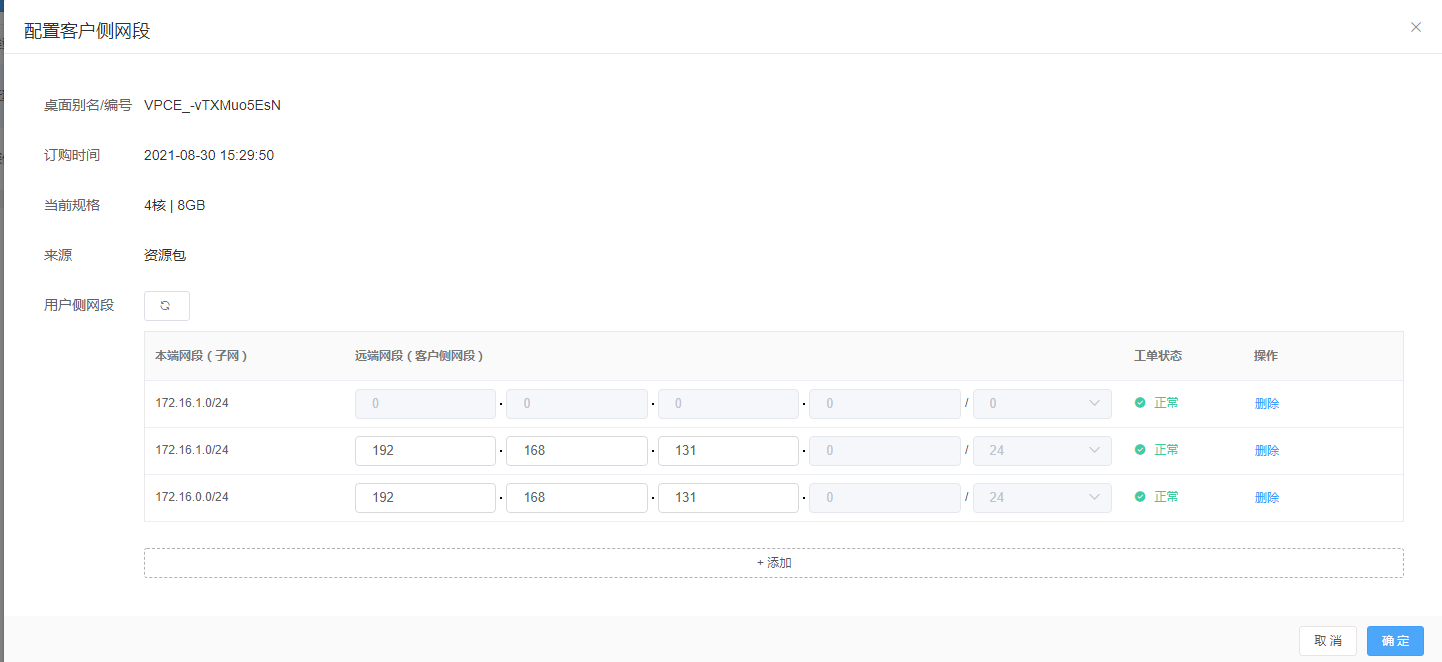 配置客户侧网段
桌面别名/编号 VPCE_-vTXMuo5EsN
订购时间 2021-08-30 15:29:50
当前规格 4核 | 8GB
来源 资源包
用户侧网段
本端网段 ( 子网 ) 远端网段 ( 客户侧网段 ) 工单状态 操作
172.16.1.0/24 0 . 0 . 0 . 0 / 0 正常 删除
172.16.1.0/24 192 . 168 . 131 . 0 / 24 正常 删除
172.16.0.0/24 192 . 168 . 131 . 0 / 24 正常 删除
+ 添加
取 消 确 定